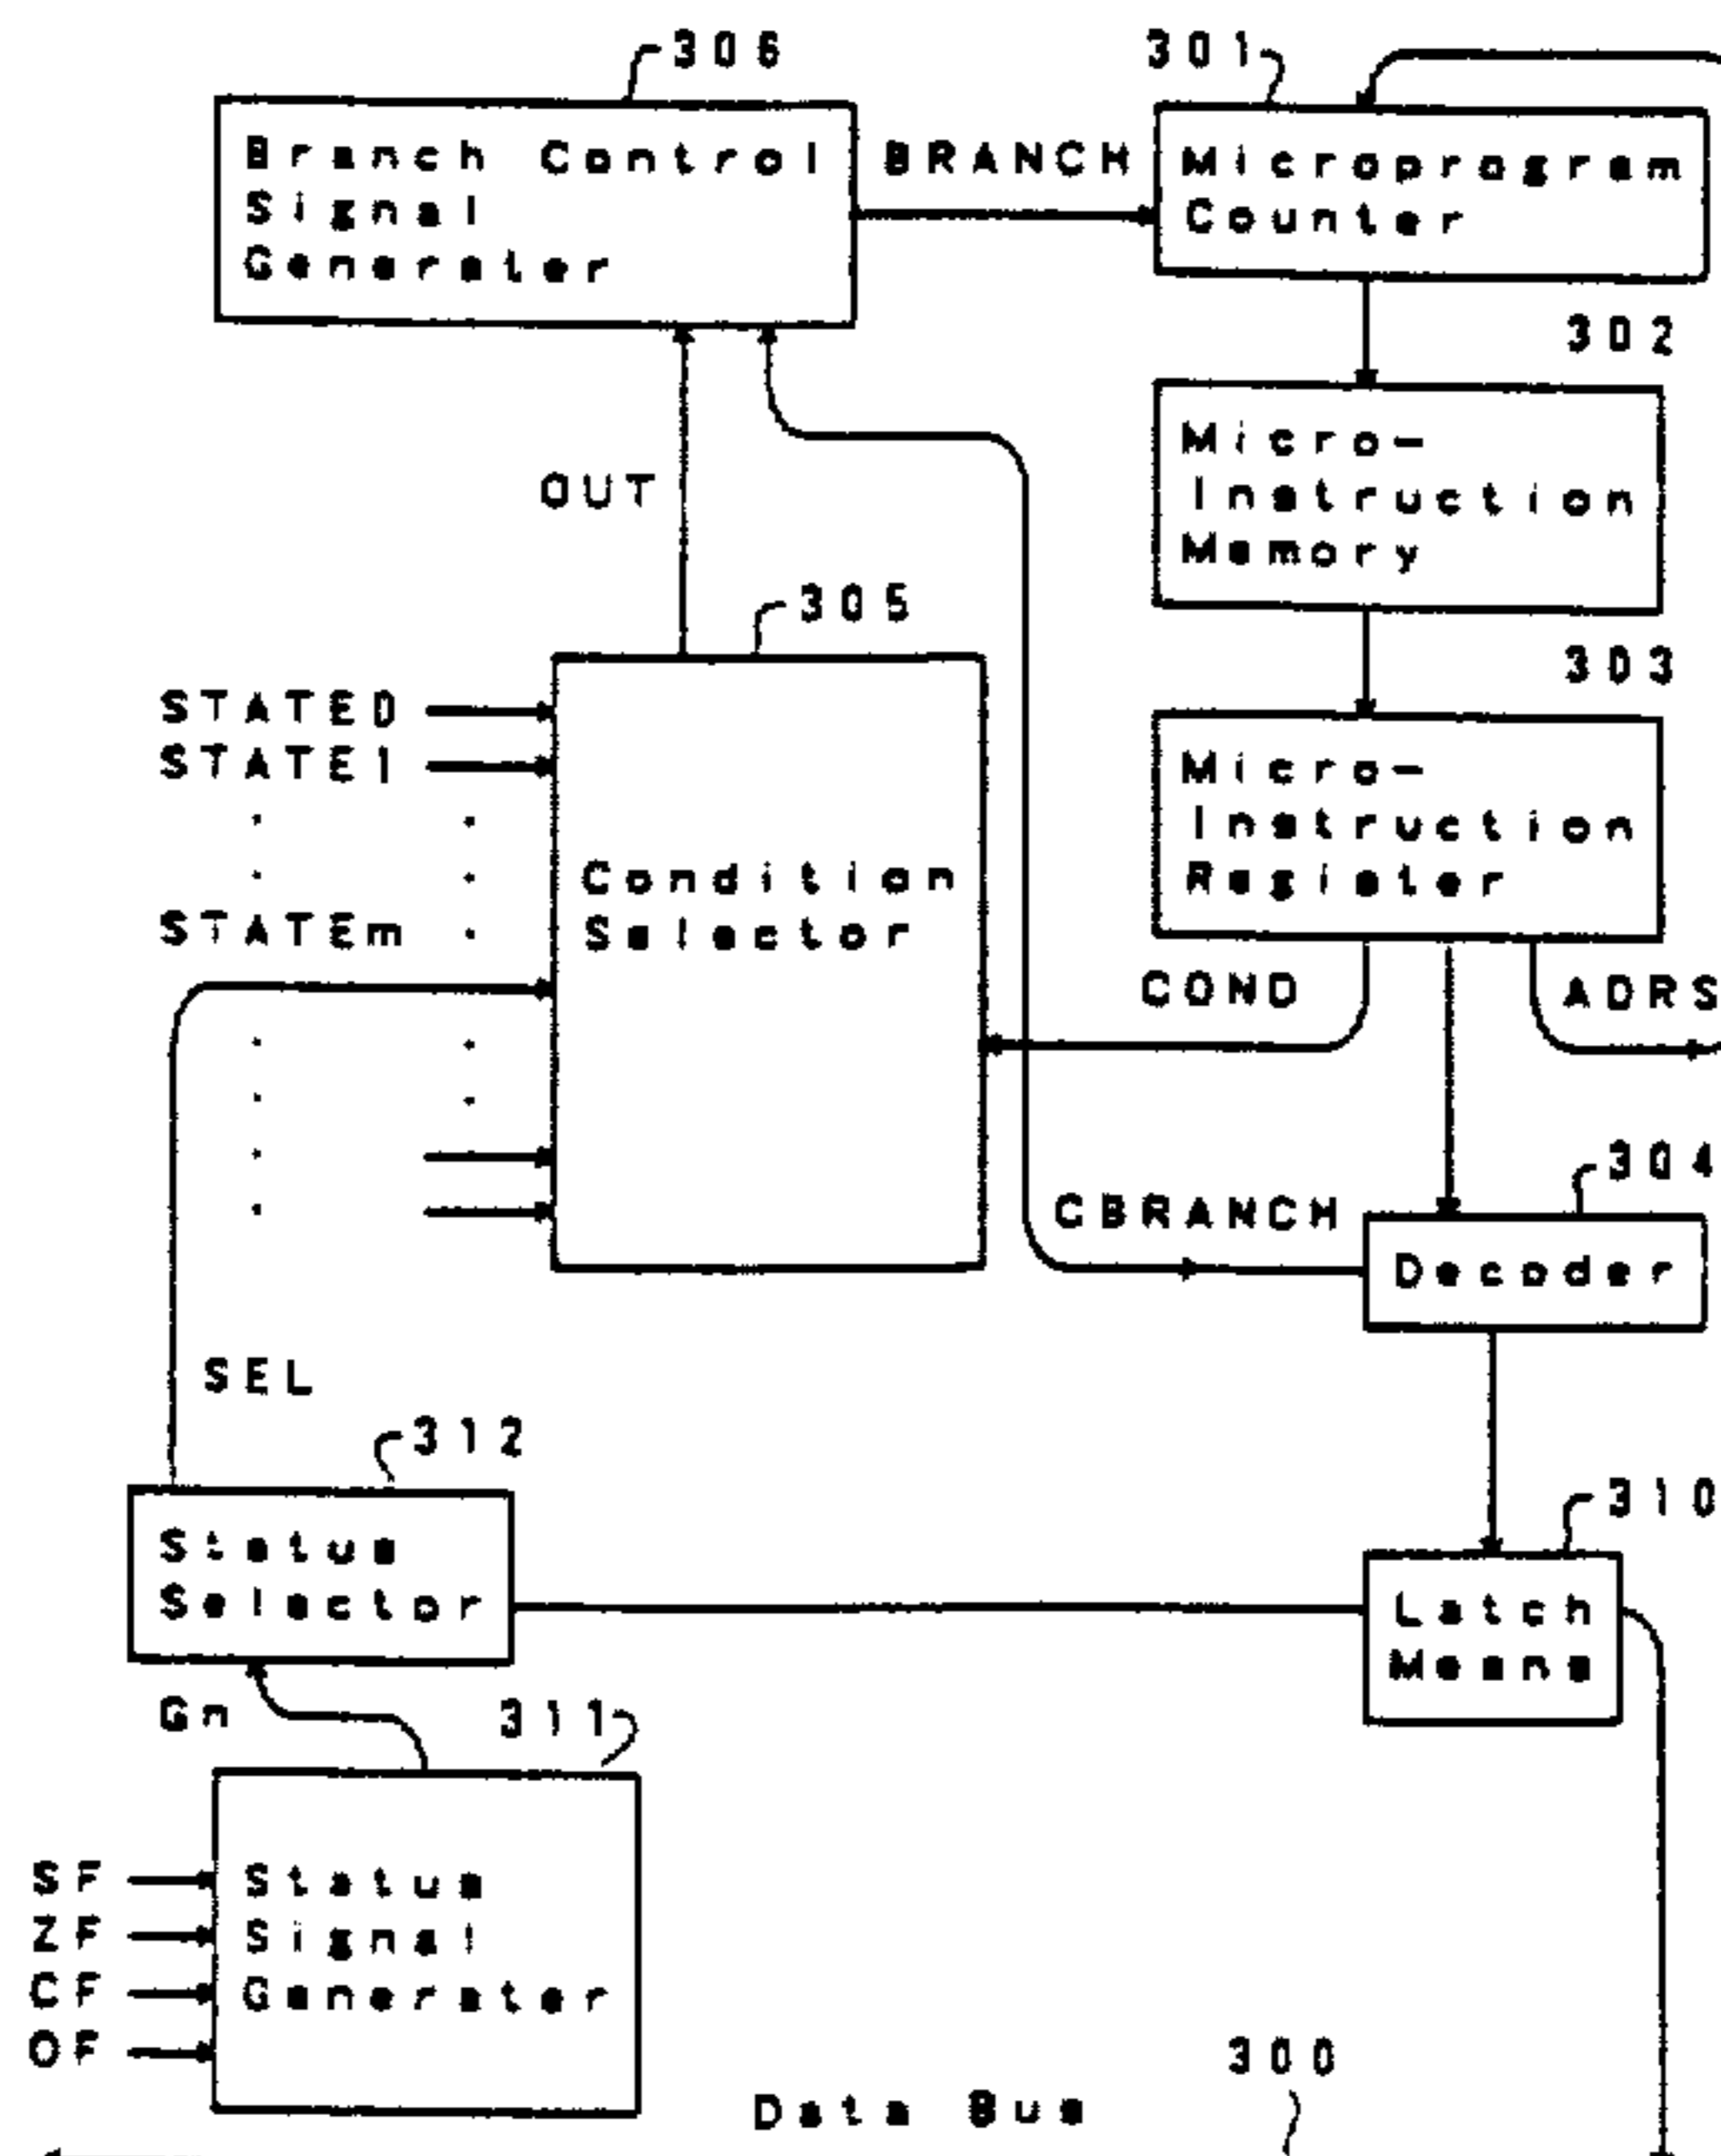 306
301
Branch Control
Signal
Generater
BRANCH
Microprogram
Counter
302
Micro-
Instruction
Memory
OUT
305
303
STATE0
STATE1
STATEm
Condition
Selector
Micro-
Instruction
Register
COND
ADRS
304
CBRANCH
Decoder
SEL
312
310
Status
Selector
Latch
Means
Gn
311
SF
ZF
CF
OF
Status
Signal
Generater
300
Data Bus